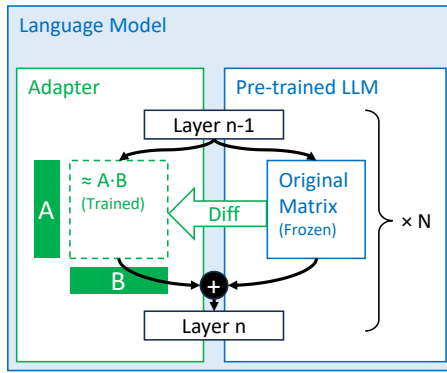 Language Model
Adapter
Pre-trained LLM
Layer n-1
A
≈ A·B
(Trained)
Diff
Original
Matrix
(Frozen)
× N
B
+
Layer n